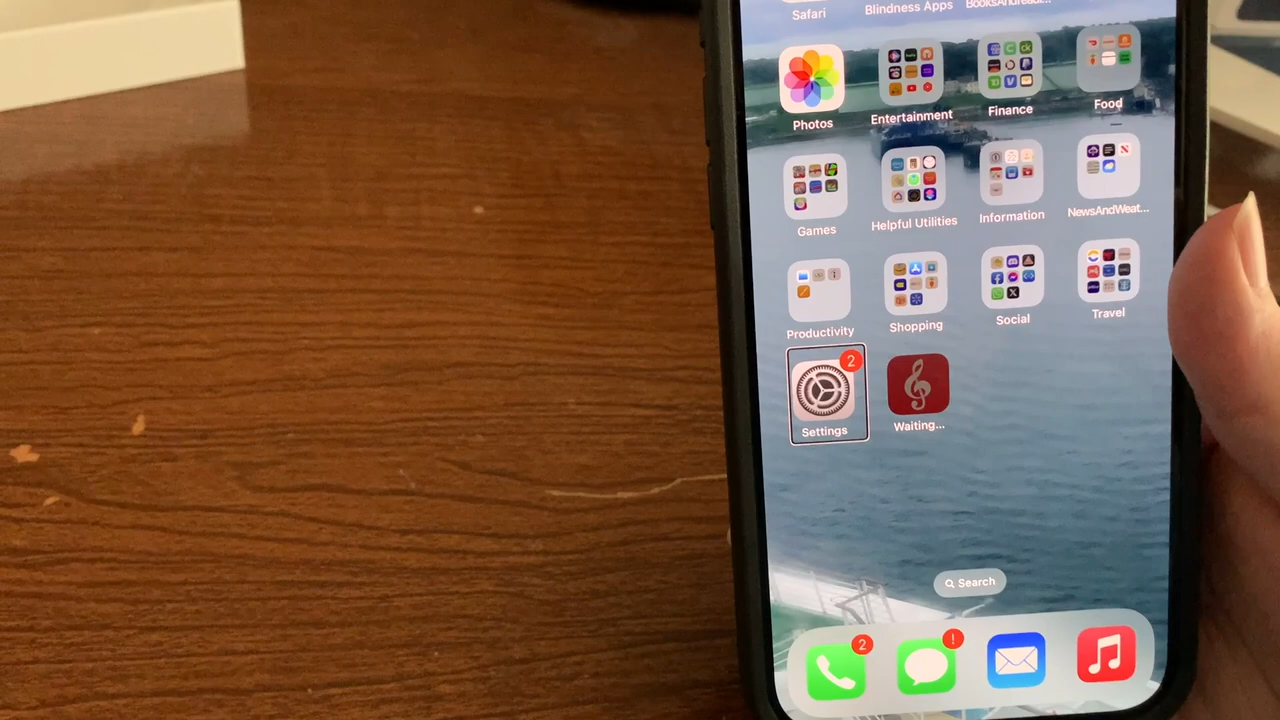 Safari Blindness Apps BooksAndreadi...
Photos Entertainment Finance Food
Games Helpful Utilities Information NewsAndWeat...
Productivity Shopping Social Travel
2
Settings Waiting...
Search
2 !